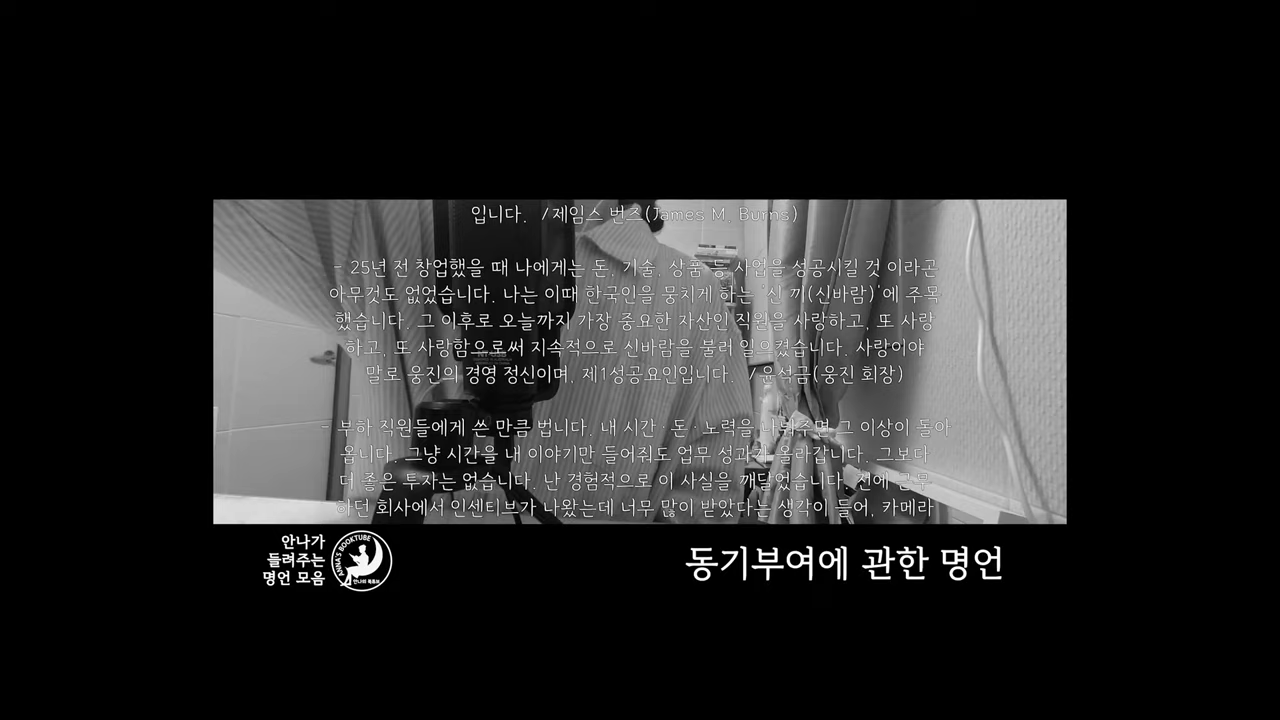 입니다. /제임스 번즈(James M. Burns)
- 25년 전 창업했을 때 나에게는 돈, 기술, 상품 등 사업을 성공시킬 것 이라곤
아무것도 없었습니다. 나는 이때 한국인을 뭉치게 하는 '신 끼(신바람)'에 주목
했습니다. 그 이후로 오늘까지 가장 중요한 자산인 직원을 사랑하고, 또 사랑
하고, 또 사랑함으로써 지속적으로 신바람을 불러 일으켰습니다. 사랑이야
말로 웅진의 경영 정신이며, 제1성공요인입니다. / 윤석금(웅진 회장)
- 부하 직원들에게 쓴 만큼 법니다. 내 시간·돈·노력을 나눠주면 그 이상이 돌아
옵니다. 그냥 시간을 내 이야기만 들어줘도 업무 성과가 올라갑니다. 그보다
더 좋은 투자는 없습니다. 난 경험적으로 이 사실을 깨달았습니다. 전에 근무
하던 회사에서 인센티브가 나왔는데 너무 많이 받았다는 생각이 들어, 카메라
안나가
들려주는
명언 모음
ANNA'S BOOKTUBE
안나의 북튜브
동기부여에 관한 명언